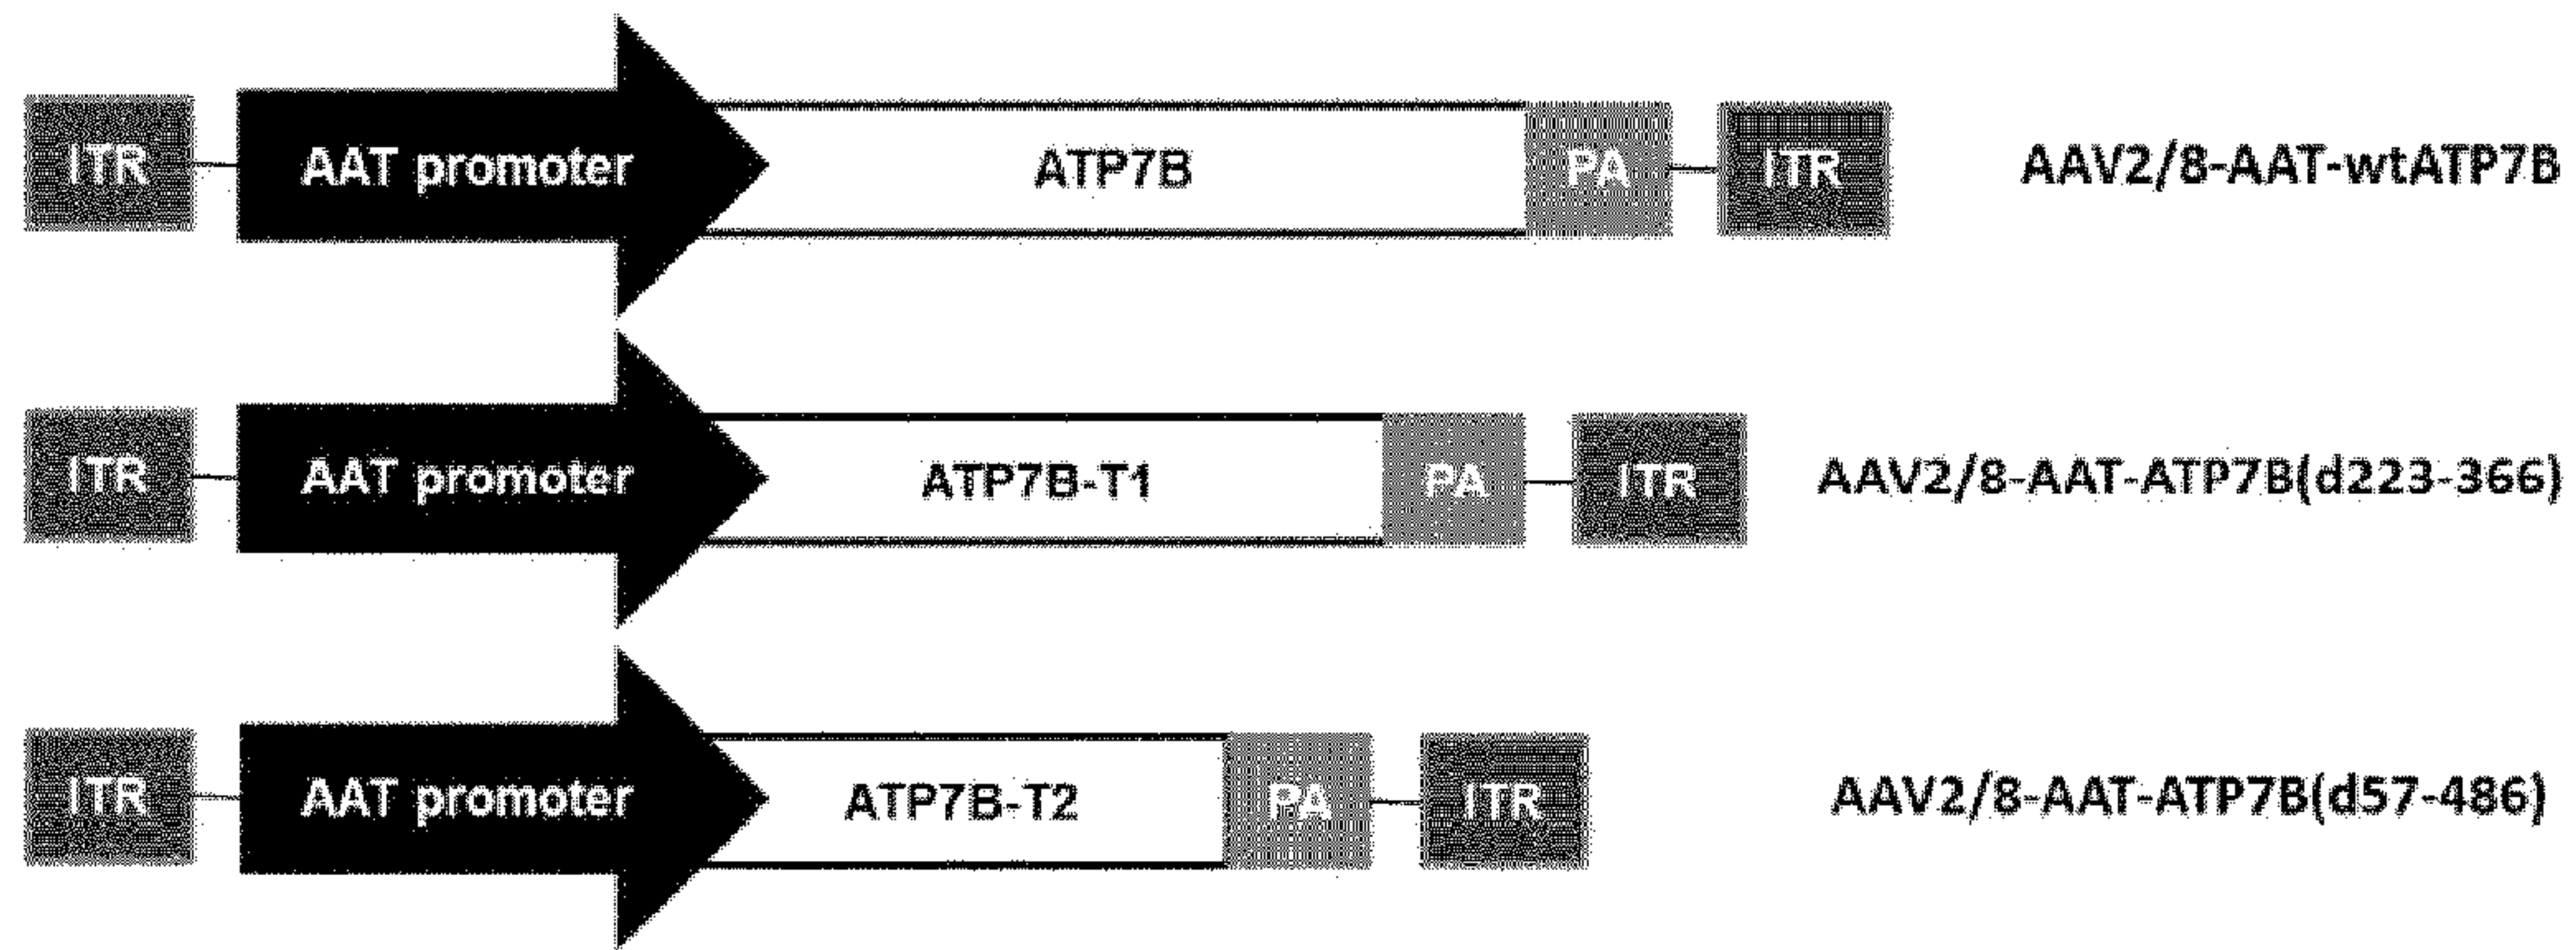 ITR AAT promoter ATP7B PA ITR AAV2/8-AAT-wtATP7B
ITR AAT promoter ATP7B-T1 PA ITR AAV2/8-AAT-ATP7B(d223-366)
ITR AAT promoter ATP7B-T2 PA ITR AAV2/8-AAT-ATP7B(d57-486)